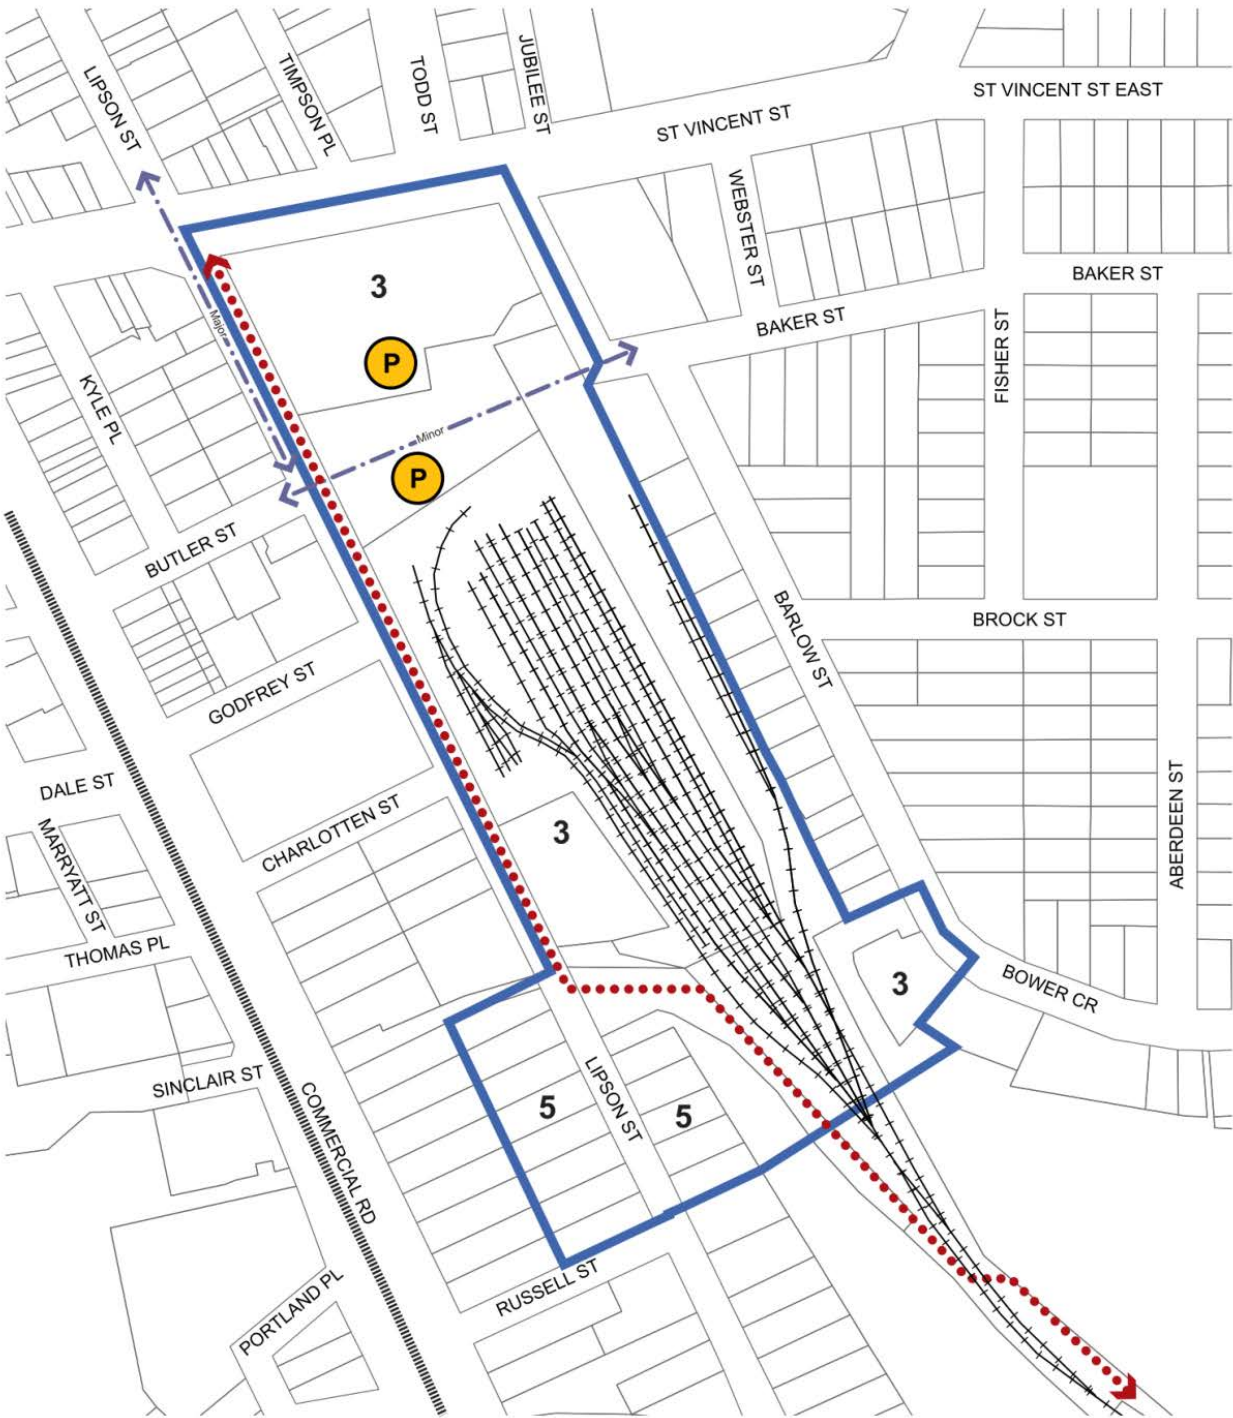 LIPSON ST
TIMPSON PL
TODD ST
JUBILEE ST
ST VINCENT ST
ST VINCENT ST EAST
WEBSTER ST
BAKER ST
BAKER ST
FISHER ST
3
P
Major
KYLE PL
Minor
P
BUTLER ST
BARLOW ST
BROCK ST
GODFREY ST
DALE ST
MARRYATT ST
CHARLOTTEN ST
3
ABERDEEN ST
THOMAS PL
3
BOWER CR
SINCLAIR ST
COMMERCIAL RD
5
LIPSON ST
5
RUSSELL ST
PORTLAND PL